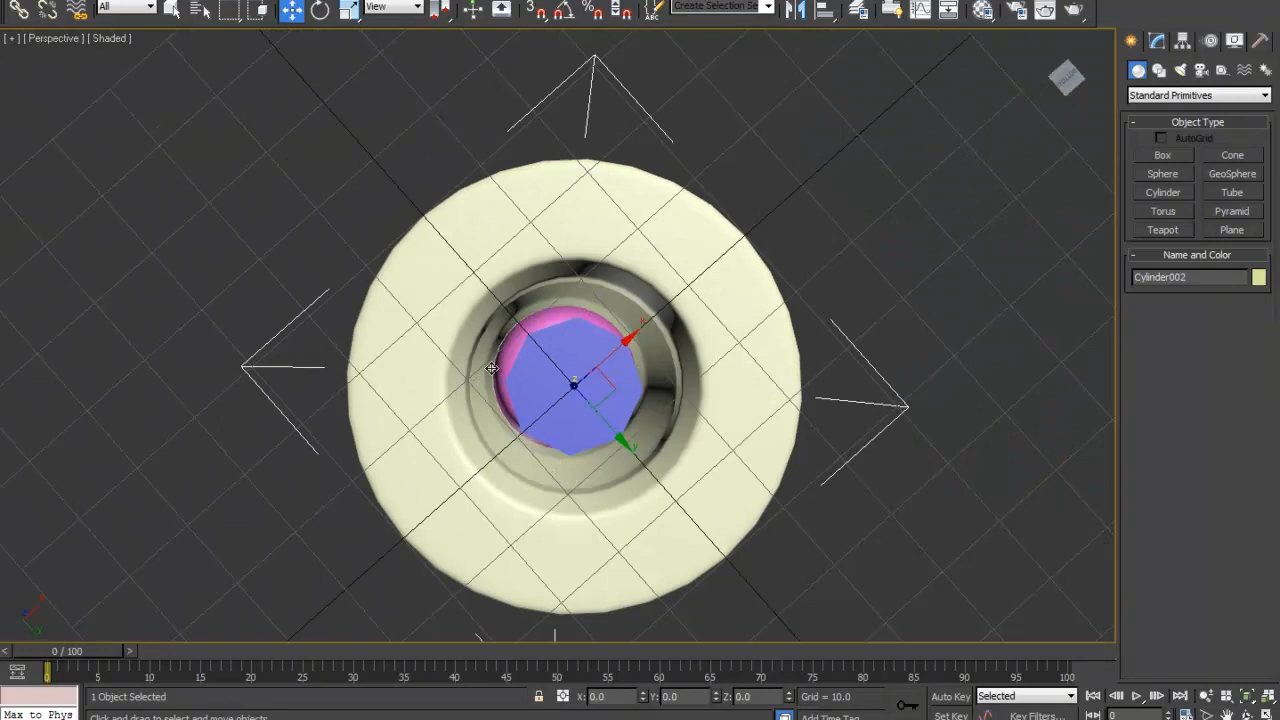 All
View
3
%
ABC
Create Selection Se
[ + ] [ Perspective ] [ Shaded ]
Standard Primitives
- Object Type
AutoGrid
Box Cone
Sphere GeoSphere
Cylinder Tube
Torus Pyramid
Teapot Plane
- Name and Color
Cylinder002
x
z
y
< 0 / 100 >
0 5 10 15 20 25 30 35 40 45 50 55 60 65 70 75 80 85 90 95 100
1 Object Selected X: 0.0 Y: 0.0 Z: 0.0 Grid = 10.0 Auto Key Selected
Max to Phys Click and drag to select and move objects Add Time Tag Set Key Key Filters... 0